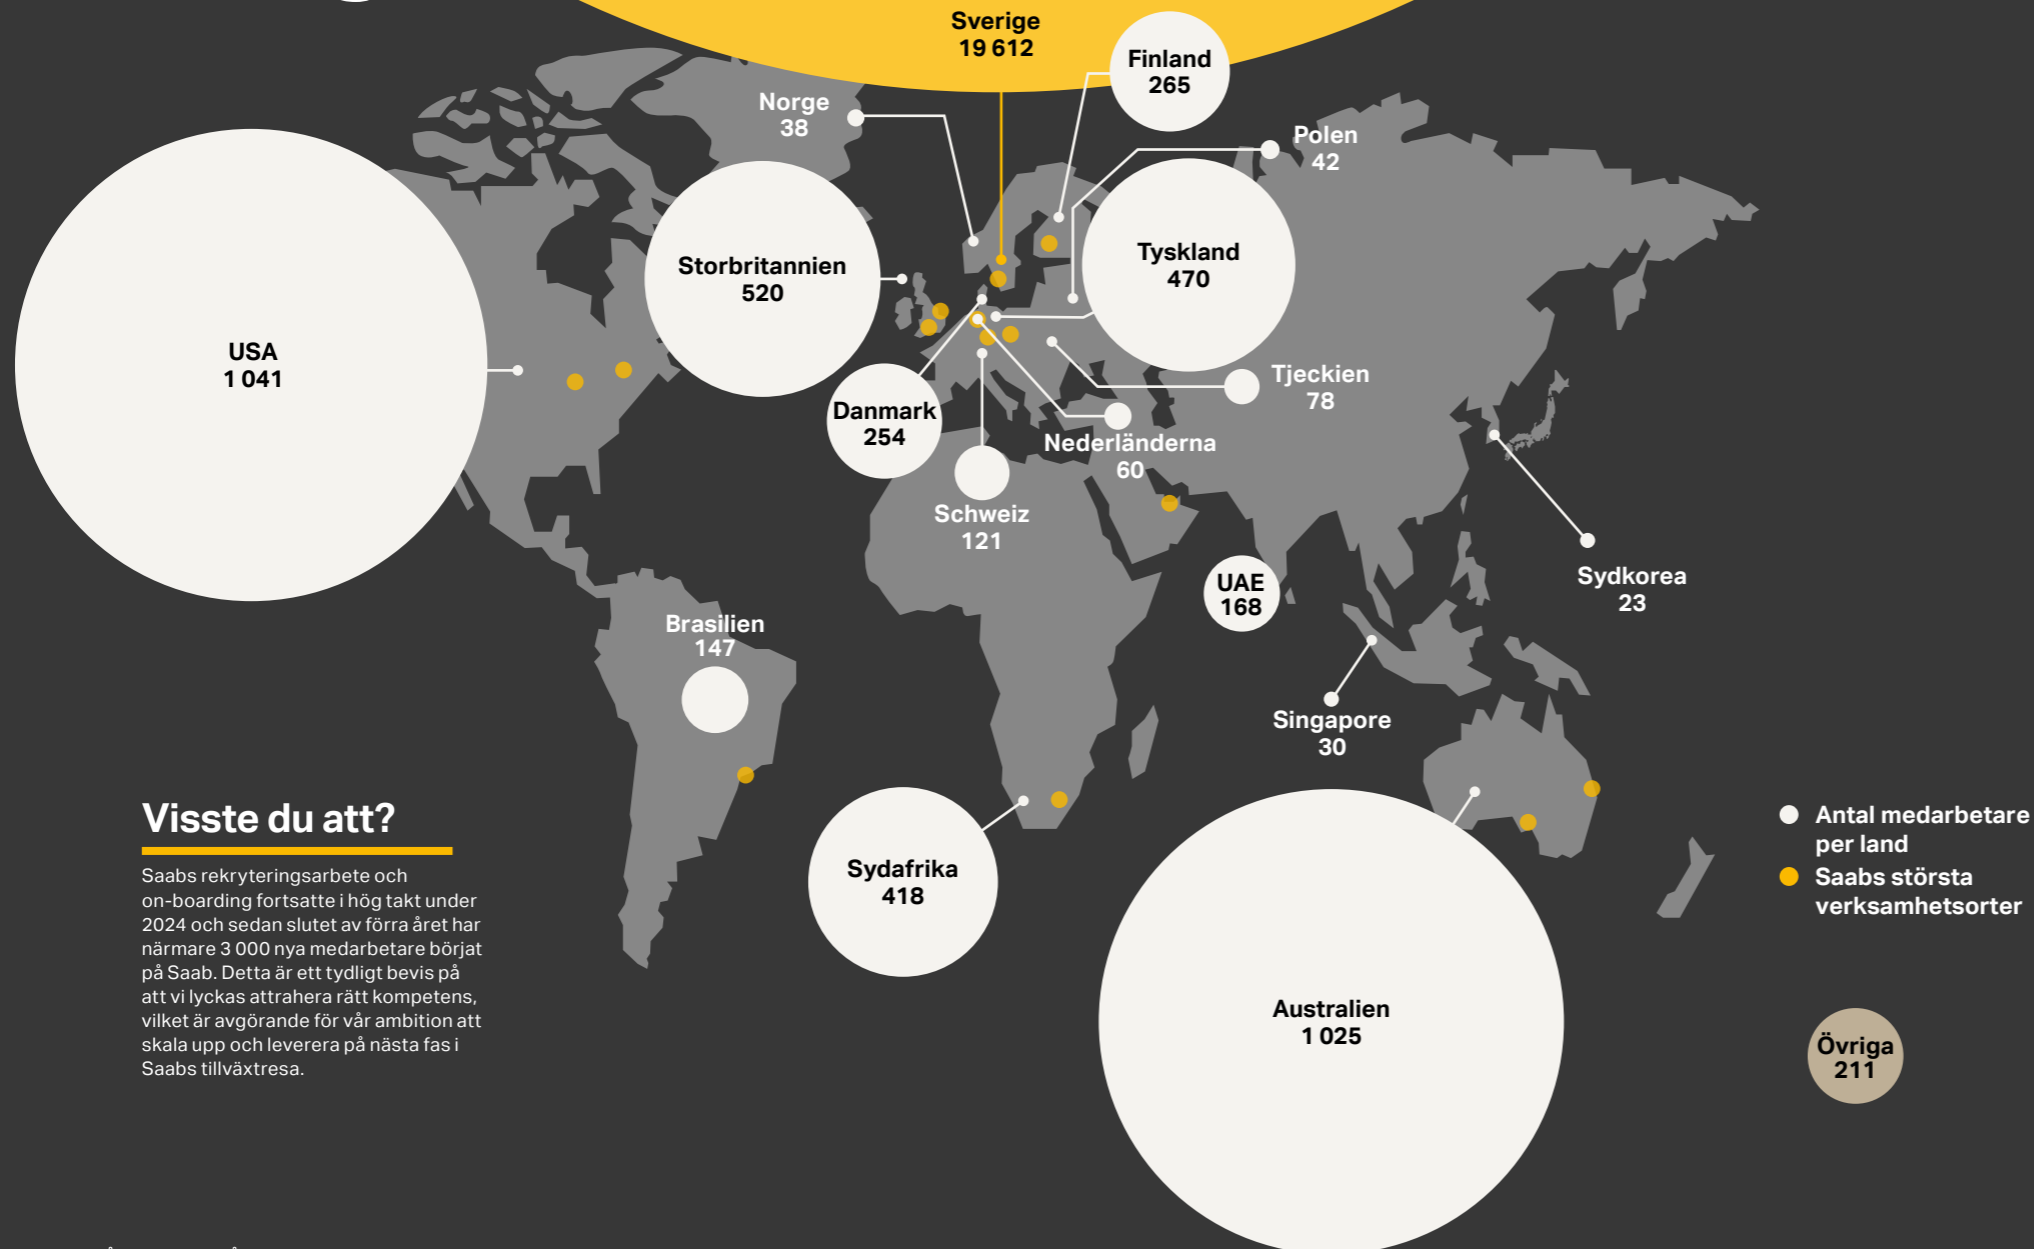 Sverige
19 612
Finland
265
Norge
38
Polen
42
Storbritannien
520
Tyskland
470
USA
1 041
Tjeckien
78
Danmark
254
Nederländerna
60
Schweiz
121
UAE
168
Sydkorea
23
Brasilien
147
Singapore
30
Sydafrika
418
Australien
1 025
Antal medarbetare
per land
Saabs största
verksamhetsorter
Övriga
211
Visste du att?
Saabs rekryteringsarbete och
on-boarding fortsatte i hög takt under
2024 och sedan slutet av förra året har
närmare 3 000 nya medarbetare börjat
på Saab. Detta är ett tydligt bevis på
att vi lyckas attrahera rätt kompetens,
vilket är avgörande för vår ambition att
skala upp och leverera på nästa fas i
Saabs tillväxtresa.